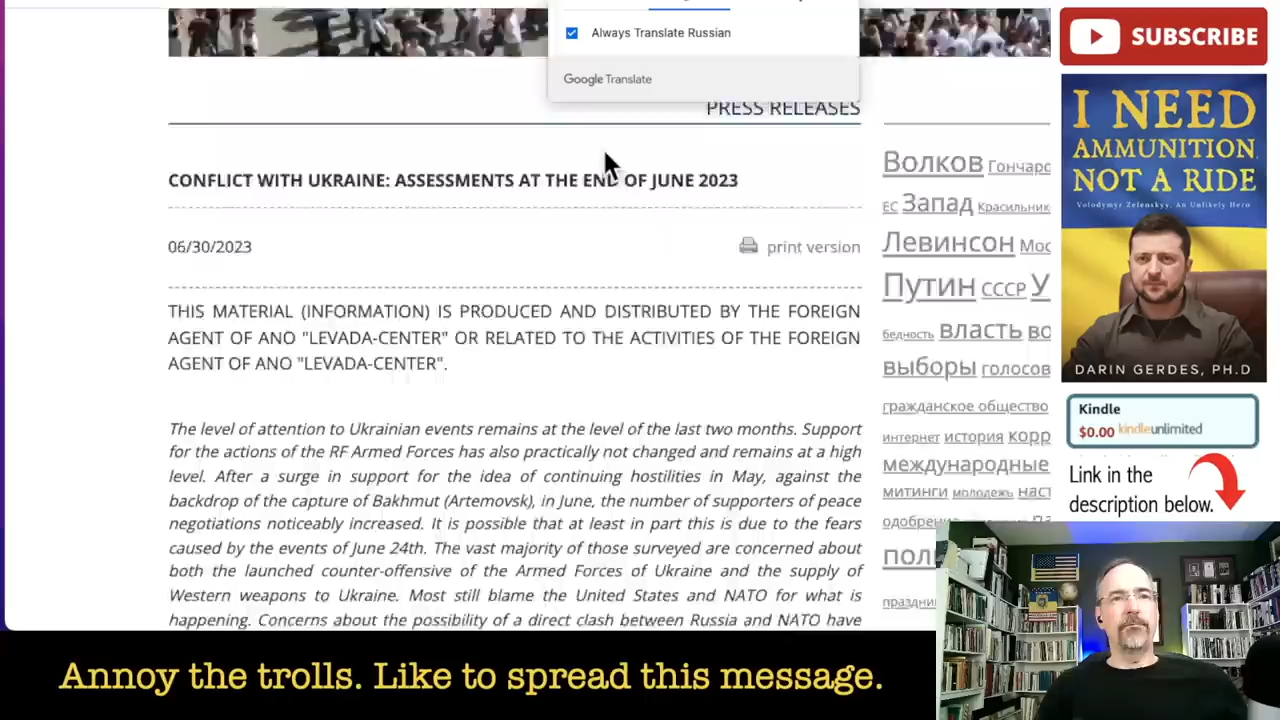 Always Translate Russian
Google Translate
PRESS RELEASES
CONFLICT WITH UKRAINE: ASSESSMENTS AT THE END OF JUNE 2023
06/30/2023
print version
THIS MATERIAL (INFORMATION) IS PRODUCED AND DISTRIBUTED BY THE FOREIGN
AGENT OF ANO "LEVADA-CENTER" OR RELATED TO THE ACTIVITIES OF THE FOREIGN
AGENT OF ANO "LEVADA-CENTER".
The level of attention to Ukrainian events remains at the level of the last two months. Support
for the actions of the RF Armed Forces has also practically not changed and remains at a high
level. After a surge in support for the idea of continuing hostilities in May, against the
backdrop of the capture of Bakhmut (Artemovsk), in June, the number of supporters of peace
negotiations noticeably increased. It is possible that at least in part this is due to the fears
caused by the events of June 24th. The vast majority of those surveyed are concerned about
both the launched counter-offensive of the Armed Forces of Ukraine and the supply of
Western weapons to Ukraine. Most still blame the United States and NATO for what is
happening. Concerns about the possibility of a direct clash between Russia and NATO have
Волков Гончаро
ЕС Запад Красильник
Левинсон Мос
Путин СССР У
бедность власть во
выборы голосов
гражданское общество
интернет история корр
международные
митинги молодежь наст
одобрение
пол
праздни
SUBSCRIBE
I NEED
AMMUNITION,
NOT A RIDE
Volodymyr Zelenskyy, An Unlikely Hero
DARIN GERDES, PH.D
Kindle
$0.00 kindleunlimited
Link in the
description below.
Annoy the trolls. Like to spread this message.